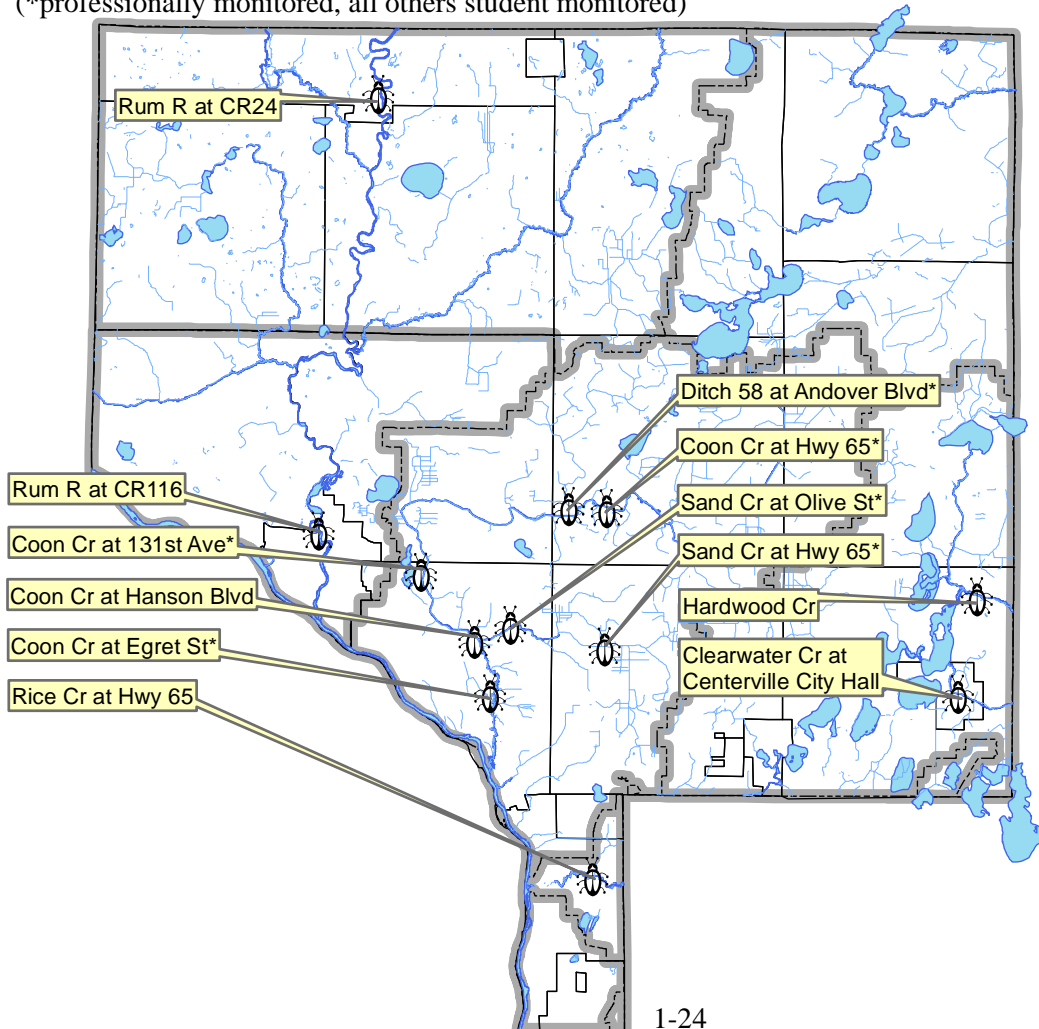 (*professionally monitored, all others student monitored)
Rum R at CR24
Ditch 58 at Andover Blvd*
Coon Cr at Hwy 65*
Rum R at CR116
Sand Cr at Olive St*
Coon Cr at 131st Ave*
Sand Cr at Hwy 65*
Coon Cr at Hanson Blvd
Hardwood Cr
Coon Cr at Egret St*
Clearwater Cr at
Centerville City Hall
Rice Cr at Hwy 65
1-24